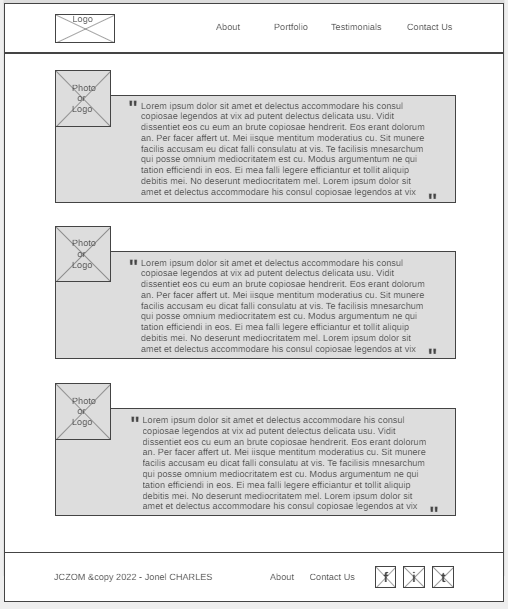 Logo
About Portfolio Testimonials Contact Us
Photo
or
Logo
" Lorem ipsum dolor sit amet et delectus accommodare his consul
copiosae legendos at vix ad putent delectus delicata usu. Vidit
dissentiet eos cu eum an brute copiosae hendrerit. Eos erant dolorum
an. Per facer affert ut. Mei iisque mentitum moderatius cu. Sit munere
facilis accusam eu dicat falli consulatu at vis. Te facilisis mnesarchum
qui posse omnium mediocritatem est cu. Modus argumentum ne qui
tation efficiendi in eos. Ei mea falli legere efficiantur et tollit aliquip
debitis mei. No deserunt mediocritatem mel. Lorem ipsum dolor sit
amet et delectus accommodare his consul copiosae legendos at vix "
Photo
or
Logo
" Lorem ipsum dolor sit amet et delectus accommodare his consul
copiosae legendos at vix ad putent delectus delicata usu. Vidit
dissentiet eos cu eum an brute copiosae hendrerit. Eos erant dolorum
an. Per facer affert ut. Mei iisque mentitum moderatius cu. Sit munere
facilis accusam eu dicat falli consulatu at vis. Te facilisis mnesarchum
qui posse omnium mediocritatem est cu. Modus argumentum ne qui
tation efficiendi in eos. Ei mea falli legere efficiantur et tollit aliquip
debitis mei. No deserunt mediocritatem mel. Lorem ipsum dolor sit
amet et delectus accommodare his consul copiosae legendos at vix "
Photo
or
Logo
" Lorem ipsum dolor sit amet et delectus accommodare his consul
copiosae legendos at vix ad putent delectus delicata usu. Vidit
dissentiet eos cu eum an brute copiosae hendrerit. Eos erant dolorum
an. Per facer affert ut. Mei iisque mentitum moderatius cu. Sit munere
facilis accusam eu dicat falli consulatu at vis. Te facilisis mnesarchum
qui posse omnium mediocritatem est cu. Modus argumentum ne qui
tation efficiendi in eos. Ei mea falli legere efficiantur et tollit aliquip
debitis mei. No deserunt mediocritatem mel. Lorem ipsum dolor sit
amet et delectus accommodare his consul copiosae legendos at vix "
JCZOM &copy 2022 - Jonel CHARLES About Contact Us f i t